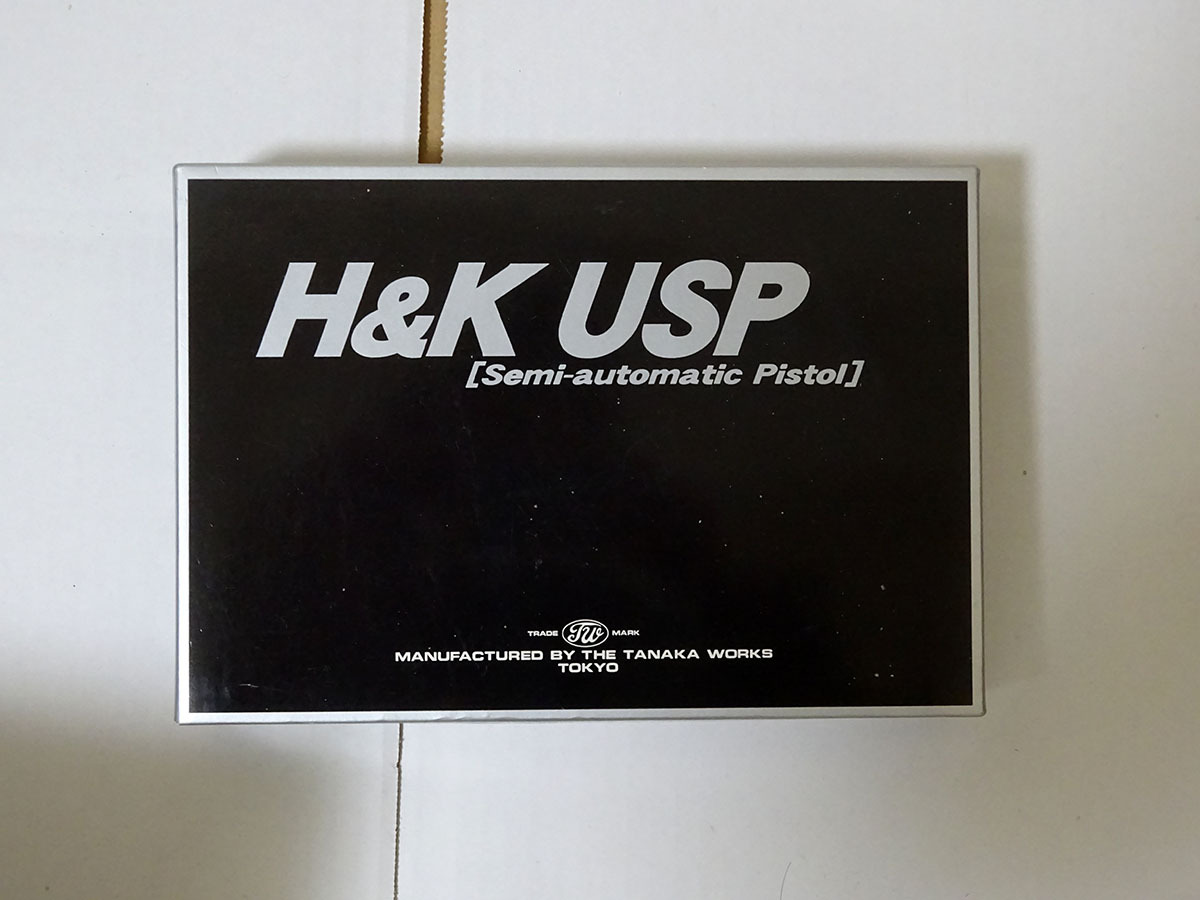 H&K USP
[Semi-automatic Pistol]
TRADE TW MARK
MANUFACTURED BY THE TANAKA WORKS
TOKYO